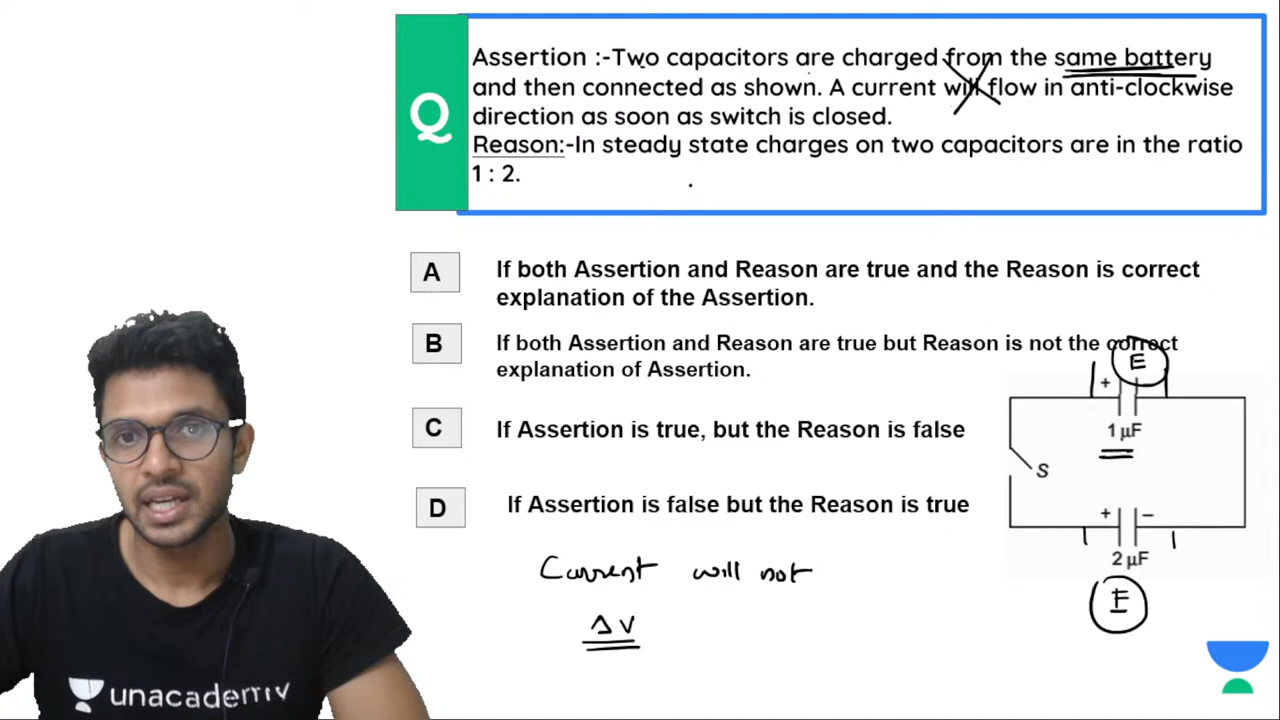 Q
Assertion :-Two capacitors are charged from the same battery
and then connected as shown. A current will flow in anti-clockwise
direction as soon as switch is closed.
Reason:-In steady state charges on two capacitors are in the ratio
1 : 2.
A
If both Assertion and Reason are true and the Reason is correct
explanation of the Assertion.
B
If both Assertion and Reason are true but Reason is not the correct
explanation of Assertion.
C
If Assertion is true, but the Reason is false
D
If Assertion is false but the Reason is true
E
+
1 μF
S
+ −
2 μF
E
Current will not
ΔV
unacademy